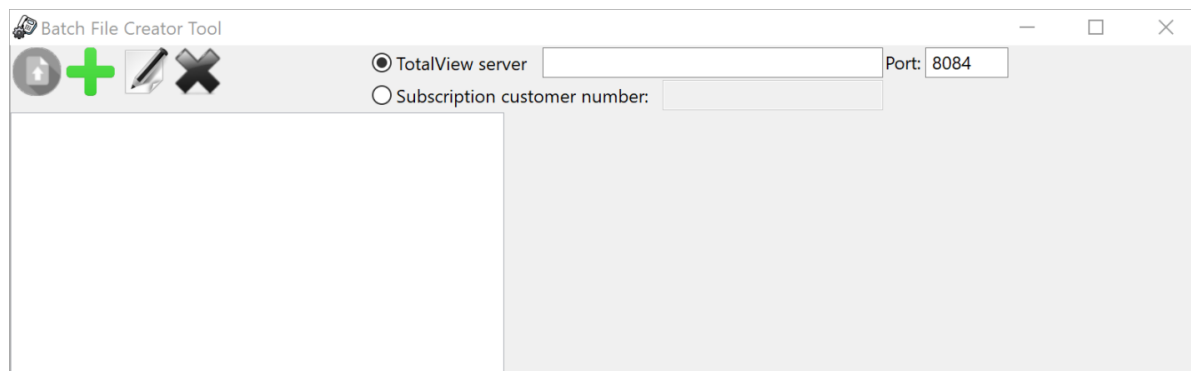 Batch File Creator Tool
TotalView server Port: 8084
Subscription customer number: